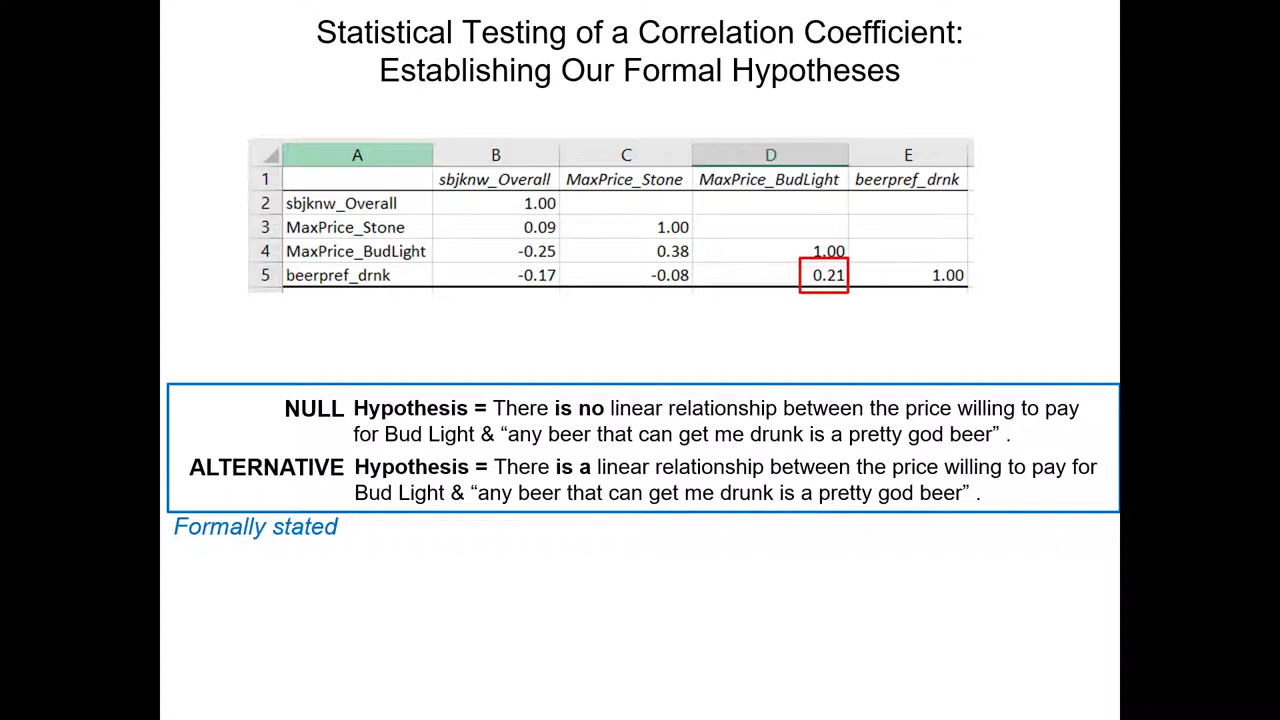 Statistical Testing of a Correlation Coefficient:
Establishing Our Formal Hypotheses
A B C D E
1 sbjknw_Overall MaxPrice_Stone MaxPrice_BudLight beerpref_drnk
2 sbjknw_Overall 1.00
3 MaxPrice_Stone 0.09 1.00
4 MaxPrice_BudLight -0.25 0.38 1.00
5 beerpref_drnk -0.17 -0.08 0.21 1.00
NULL Hypothesis = There is no linear relationship between the price willing to pay
for Bud Light & “any beer that can get me drunk is a pretty god beer” .
ALTERNATIVE Hypothesis = There is a linear relationship between the price willing to pay for
Bud Light & “any beer that can get me drunk is a pretty god beer” .
Formally stated